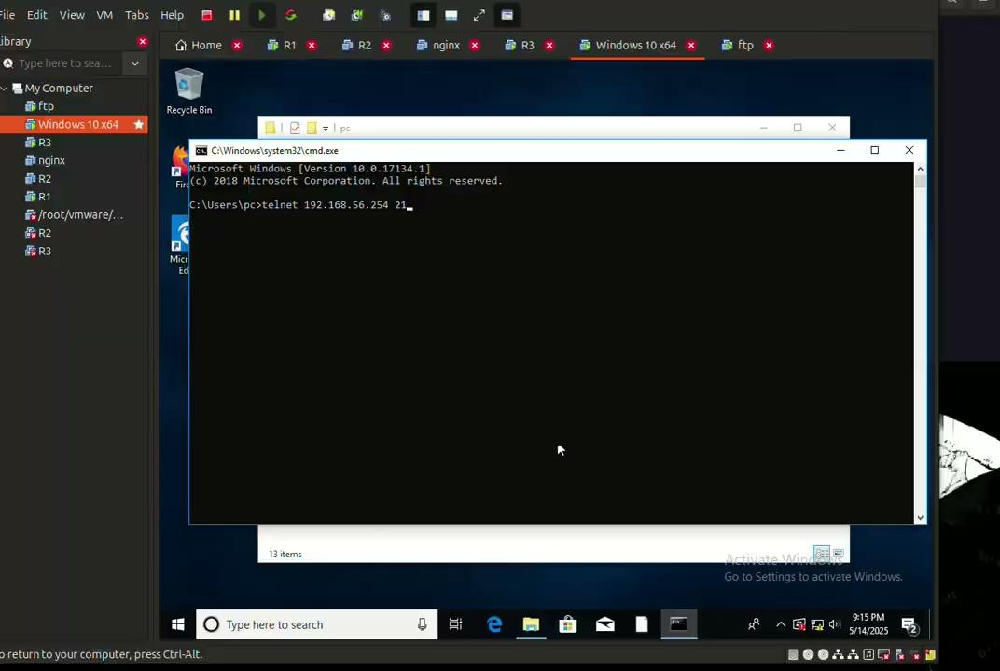 File Edit View VM Tabs Help
Library
Type here to sea...
My Computer
ftp
Windows 10 x64
R3
nginx
R2
R1
/root/vmware/...
R2
R3
Home R1 R2 nginx R3 Windows 10 x64 ftp
Recycle Bin
pc
C:\Windows\system32\cmd.exe
Microsoft Windows [Version 10.0.17134.1]
(c) 2018 Microsoft Corporation. All rights reserved.
C:\Users\pc>telnet 192.168.56.254 21
Fire
Micr
Ed
13 items
Activate Windows
Go to Settings to activate Windows.
Type here to search
9:15 PM
5/14/2025
2
o return to your computer, press Ctrl-Alt.